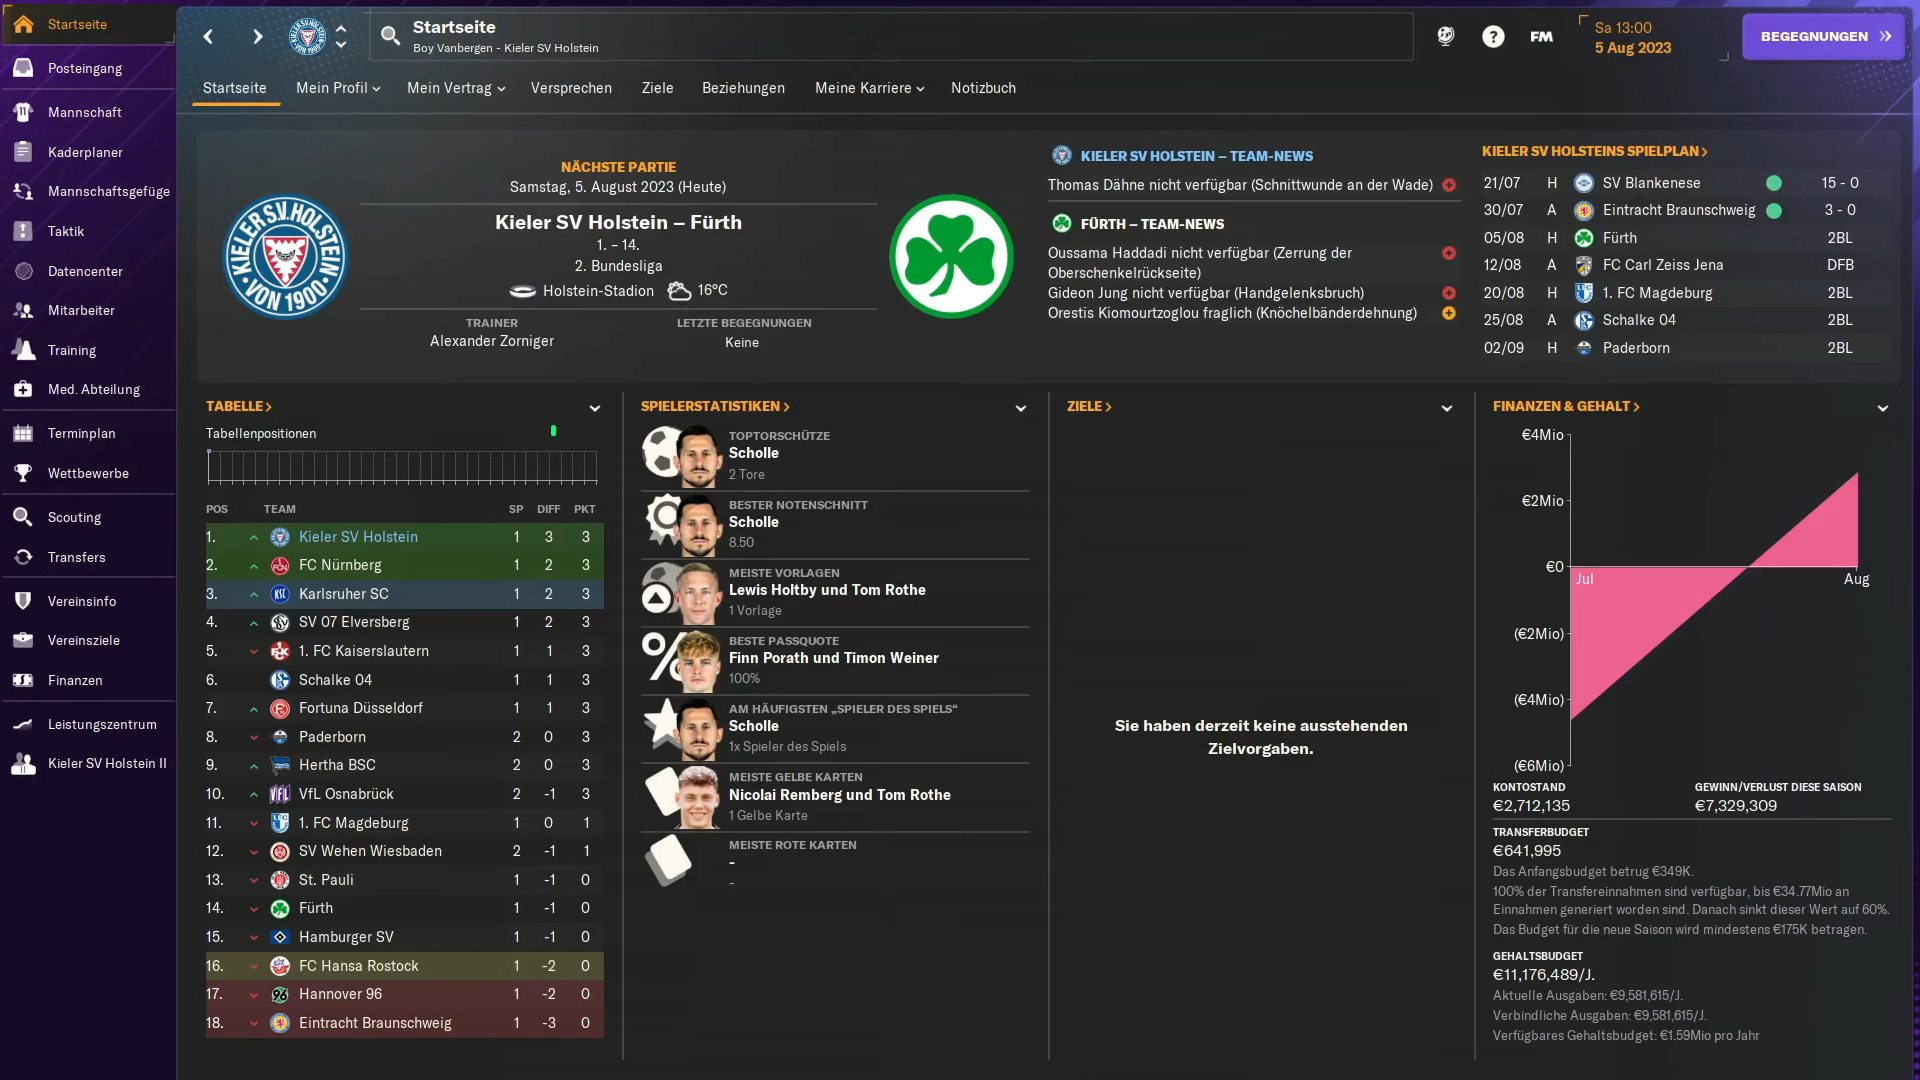 Startseite
Posteingang
Mannschaft
Kaderplaner
Mannschaftsgefüge
Taktik
Datencenter
Mitarbeiter
Training
Med. Abteilung
Terminplan
Wettbewerbe
Scouting
Transfers
Vereinsinfo
Vereinsziele
Finanzen
Leistungszentrum
Kieler SV Holstein II
Startseite
Boy Vanbergen - Kieler SV Holstein
? FM
Sa 13:00
5 Aug 2023
BEGEGNUNGEN
Startseite Mein Profil Mein Vertrag Versprechen Ziele Beziehungen Meine Karriere Notizbuch
KIELER S.V. HOLSTEIN VON 1900
NÄCHSTE PARTIE
Samstag, 5. August 2023 (Heute)
Kieler SV Holstein – Fürth
1. – 14.
2. Bundesliga
Holstein-Stadion 16°C
TRAINER LETZTE BEGEGNUNGEN
Alexander Zorniger Keine
KIELER SV HOLSTEIN – TEAM-NEWS
Thomas Dähne nicht verfügbar (Schnittwunde an der Wade)
FÜRTH – TEAM-NEWS
Oussama Haddadi nicht verfügbar (Zerrung der
Oberschenkelrückseite)
Gideon Jung nicht verfügbar (Handgelenksbruch)
Orestis Kiomourtzoglou fraglich (Knöchelbänderdehnung)
KIELER SV HOLSTEINS SPIELPLAN
21/07 H SV Blankenese 15 - 0
30/07 A Eintracht Braunschweig 3 - 0
05/08 H Fürth 2BL
12/08 A FC Carl Zeiss Jena DFB
20/08 H 1. FC Magdeburg 2BL
25/08 A Schalke 04 2BL
02/09 H Paderborn 2BL
TABELLE
Tabellenpositionen
POS TEAM SP DIFF PKT
1. Kieler SV Holstein 1 3 3
2. FC Nürnberg 1 2 3
3. Karlsruher SC 1 2 3
4. SV 07 Elversberg 1 2 3
5. 1. FC Kaiserslautern 1 1 3
6. Schalke 04 1 1 3
7. Fortuna Düsseldorf 1 1 3
8. Paderborn 2 0 3
9. Hertha BSC 2 0 3
10. VfL Osnabrück 2 -1 3
11. 1. FC Magdeburg 1 0 1
12. SV Wehen Wiesbaden 2 -1 1
13. St. Pauli 1 -1 0
14. Fürth 1 -1 0
15. Hamburger SV 1 -1 0
16. FC Hansa Rostock 1 -2 0
17. Hannover 96 1 -2 0
18. Eintracht Braunschweig 1 -3 0
SPIELERSTATISTIKEN
TOPTORSCHÜTZE
Scholle
2 Tore
BESTER NOTENSCHNITT
Scholle
8.50
MEISTE VORLAGEN
Lewis Holtby und Tom Rothe
1 Vorlage
%
BESTE PASSQUOTE
Finn Porath und Timon Weiner
100%
AM HÄUFIGSTEN „SPIELER DES SPIELS“
Scholle
1x Spieler des Spiels
MEISTE GELBE KARTEN
Nicolai Remberg und Tom Rothe
1 Gelbe Karte
MEISTE ROTE KARTEN
-
-
ZIELE
Sie haben derzeit keine ausstehenden
Zielvorgaben.
FINANZEN & GEHALT
€4Mio
€2Mio
€0
(€2Mio)
(€4Mio)
(€6Mio)
Jul Aug
KONTOSTAND GEWINN/VERLUST DIESE SAISON
€2,712,135 €7,329,309
TRANSFERBUDGET
€641,995
Das Anfangsbudget betrug €349K.
100% der Transfereinnahmen sind verfügbar, bis €34.77Mio an
Einnahmen generiert worden sind. Danach sinkt dieser Wert auf 60%.
Das Budget für die neue Saison wird mindestens €175K betragen.
GEHALTSBUDGET
€11,176,489/J.
Aktuelle Ausgaben: €9,581,615/J.
Verbindliche Ausgaben: €9,581,615/J.
Verfügbares Gehaltsbudget: €1.59Mio pro Jahr